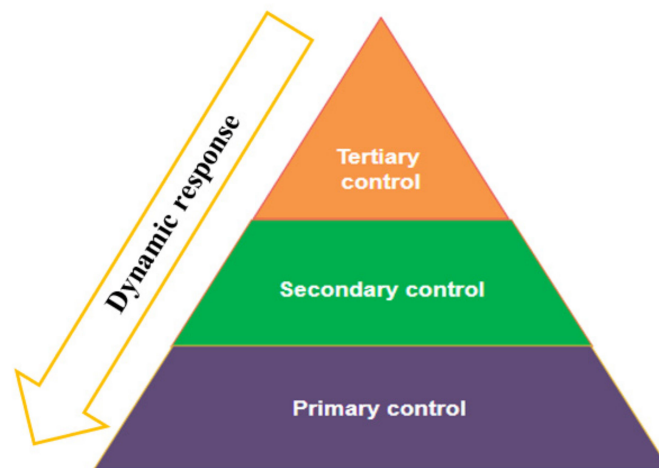 Dynamic response
Tertiary
control
Secondary control
Primary control